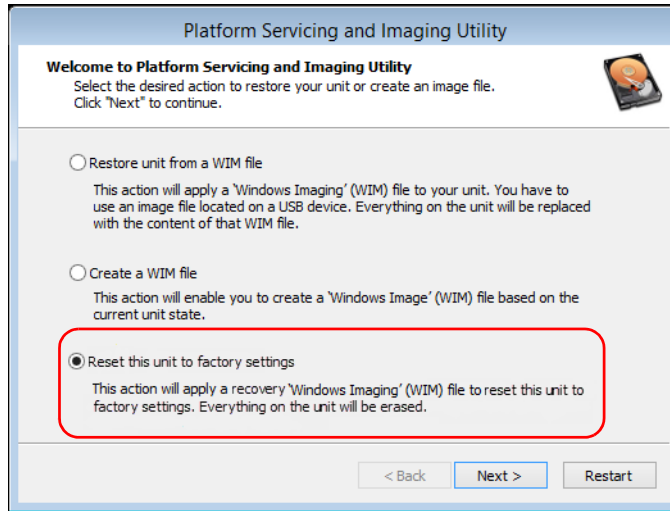 Platform Servicing and Imaging Utility
Welcome to Platform Servicing and Imaging Utility
Select the desired action to restore your unit or create an image file.
Click "Next" to continue.
Restore unit from a WIM file
This action will apply a 'Windows Imaging' (WIM) file to your unit. You have to
use an image file located on a USB device. Everything on the unit will be replaced
with the content of that WIM file.
Create a WIM file
This action will enable you to create a 'Windows Image' (WIM) file based on the
current unit state.
Reset this unit to factory settings
This action will apply a recovery 'Windows Imaging' (WIM) file to reset this unit to
factory settings. Everything on the unit will be erased.
< Back Next > Restart